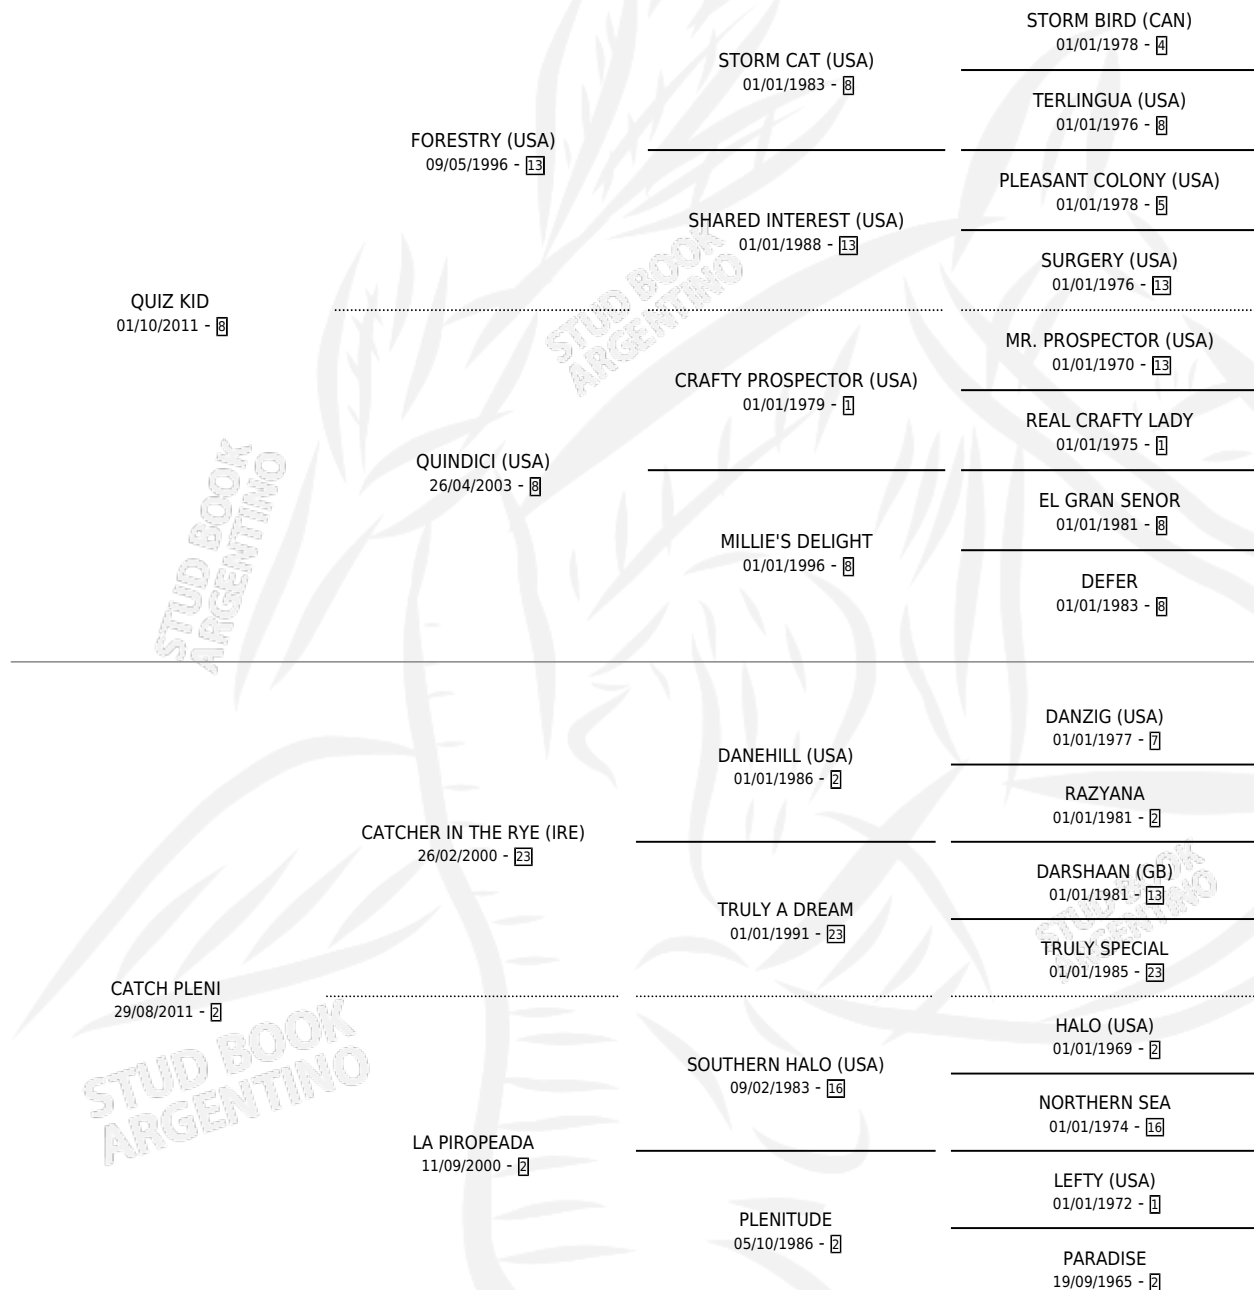 STORM BIRD (CAN)
01/01/1978 - 4
STORM CAT (USA)
01/01/1983 - 8
TERLINGUA (USA)
01/01/1976 - 8
FORESTRY (USA)
09/05/1996 - 13
PLEASANT COLONY (USA)
01/01/1978 - 5
SHARED INTEREST (USA)
01/01/1988 - 13
SURGERY (USA)
01/01/1976 - 13
QUIZ KID
01/10/2011 - 8
MR. PROSPECTOR (USA)
01/01/1970 - 13
CRAFTY PROSPECTOR (USA)
01/01/1979 - 1
REAL CRAFTY LADY
01/01/1975 - 1
QUINDICI (USA)
26/04/2003 - 8
EL GRAN SENOR
01/01/1981 - 8
MILLIE'S DELIGHT
01/01/1996 - 8
DEFER
01/01/1983 - 8
STUD BOOK
ARGENTINO
STUD BOOK
ARGENTINO
DANZIG (USA)
01/01/1977 - 7
DANEHILL (USA)
01/01/1986 - 2
RAZYANA
01/01/1981 - 2
CATCHER IN THE RYE (IRE)
26/02/2000 - 23
DARSHAAN (GB)
01/01/1981 - 13
TRULY A DREAM
01/01/1991 - 23
TRULY SPECIAL
01/01/1985 - 23
STUD BOOK
ARGENTINO
CATCH PLENI
29/08/2011 - 2
HALO (USA)
01/01/1969 - 2
SOUTHERN HALO (USA)
09/02/1983 - 16
NORTHERN SEA
01/01/1974 - 16
LA PIROPEADA
11/09/2000 - 2
LEFTY (USA)
01/01/1972 - 1
PLENITUDE
05/10/1986 - 2
PARADISE
19/09/1965 - 2
STUD BOOK
ARGENTINO